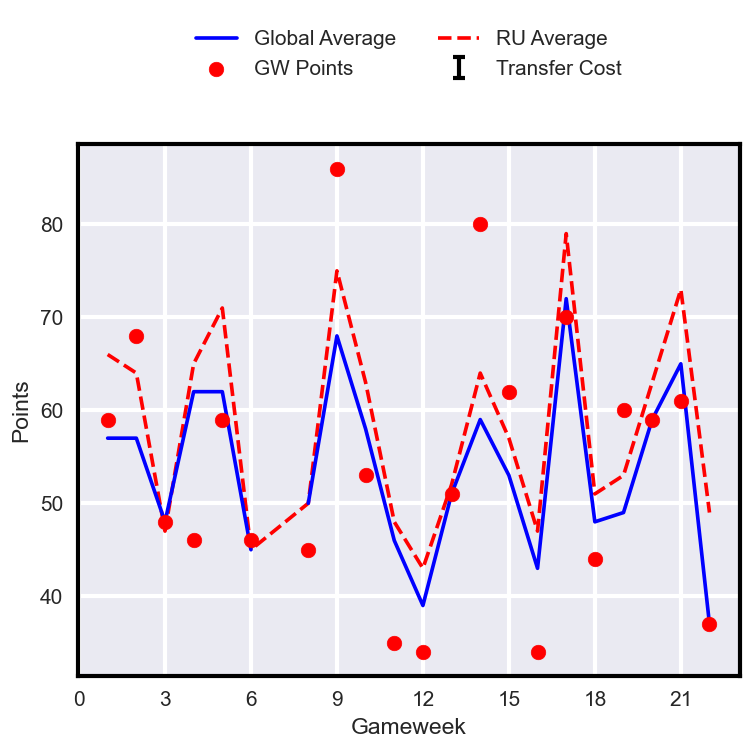 Global Average
RU Average
GW Points
Transfer Cost
80
70
60
50
40
Points
0 3 6 9 12 15 18 21
Gameweek